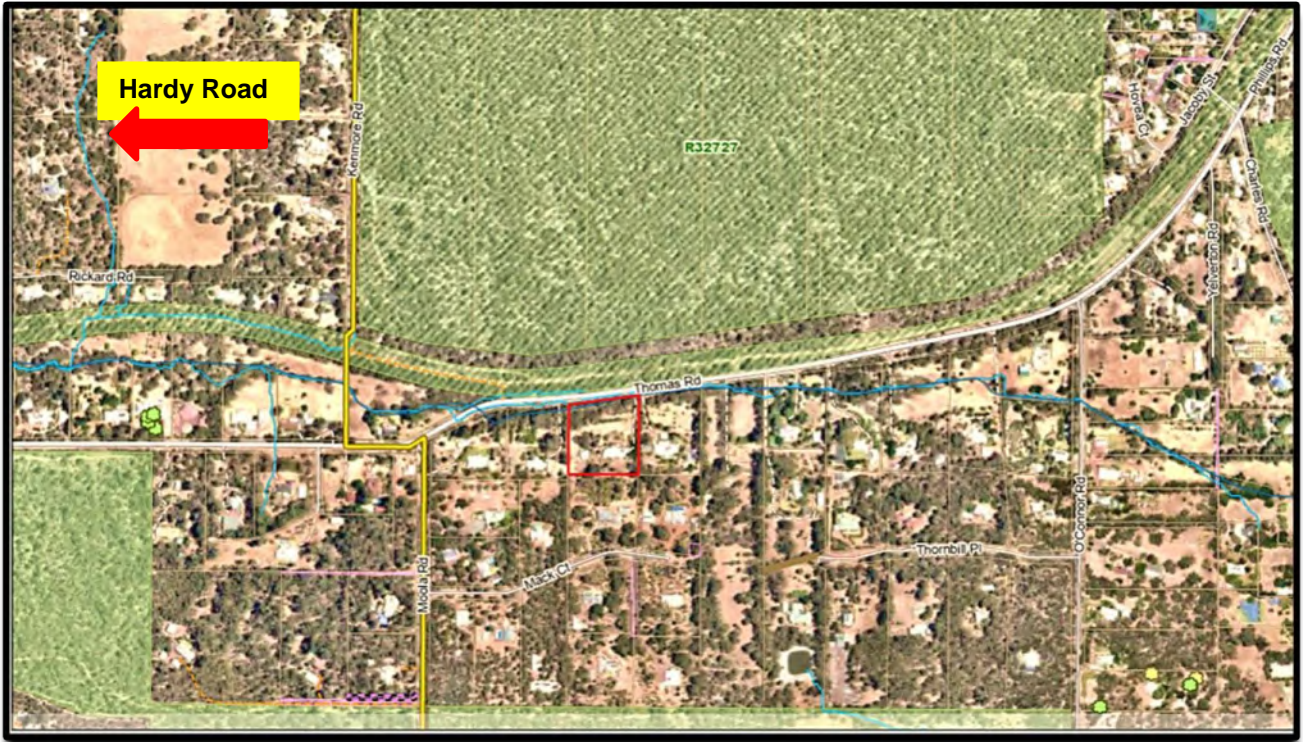 Hardy Road
Kenmore Rd
R32727
Hovea Ct
Jacoby St
Phillips Rd
Charles Rd
Yelverton Rd
Rickard Rd
Thomas Rd
O'Connor Rd
Thornbill Pl
Mack Ct
Moola Rd